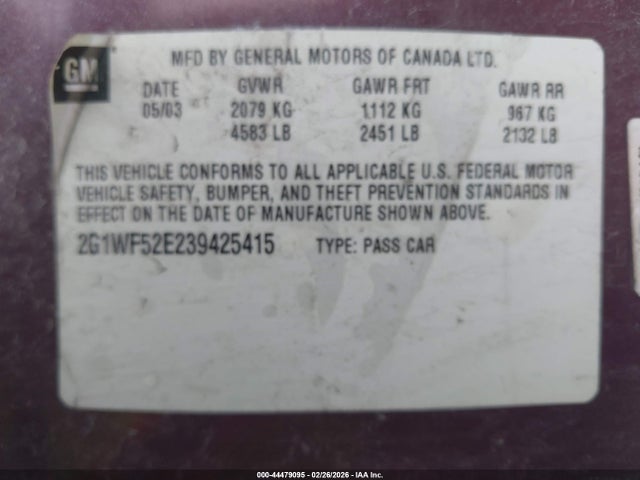 GM
MFD BY GENERAL MOTORS OF CANADA LTD.
DATE GVWR GAWR FRT GAWR RR
05/03 2079 KG 1112 KG 967 KG
4583 LB 2451 LB 2132 LB
THIS VEHICLE CONFORMS TO ALL APPLICABLE U.S. FEDERAL MOTOR
VEHICLE SAFETY, BUMPER, AND THEFT PREVENTION STANDARDS IN
EFFECT ON THE DATE OF MANUFACTURE SHOWN ABOVE.
2G1WF52E239425415 TYPE: PASS CAR
000-44479095 - 02/26/2026 - IAA Inc.